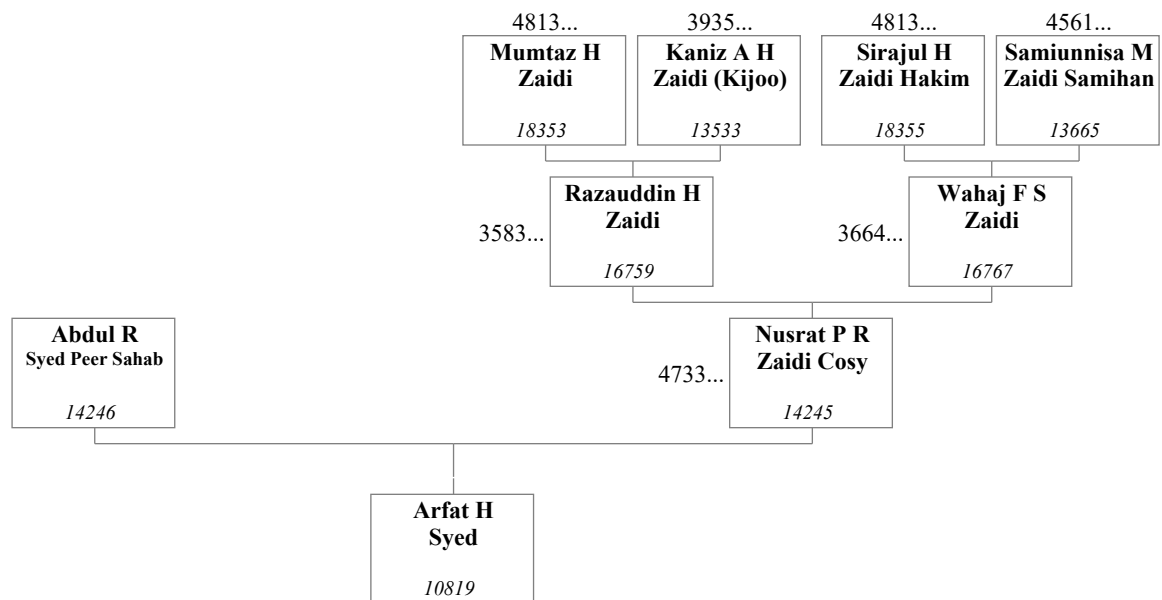 4813...
3935...
4813...
4561...
Mumtaz H
Zaidi
18353
Kaniz A H
Zaidi (Kijoo)
13533
Sirajul H
Zaidi Hakim
18355
Samiunnisa M
Zaidi Samihan
13665
3583...
Razauddin H
Zaidi
16759
3664...
Wahaj F S
Zaidi
16767
Abdul R
Syed Peer Sahab
14246
4733...
Nusrat P R
Zaidi Cosy
14245
Arfat H
Syed
10819